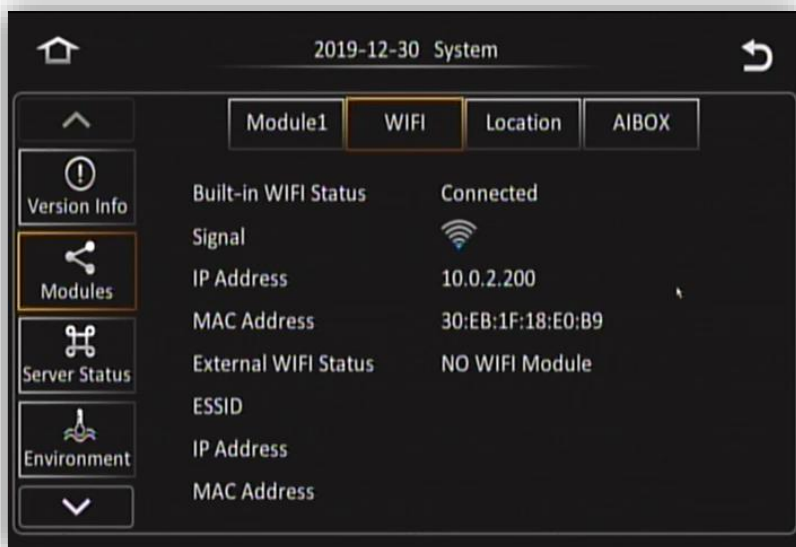 2019-12-30 System
Module1 WIFI Location AIBOX
Version Info
Modules
Server Status
Environment
Built-in WIFI Status Connected
Signal
IP Address 10.0.2.200
MAC Address 30:EB:1F:18:E0:B9
External WIFI Status NO WIFI Module
ESSID
IP Address
MAC Address